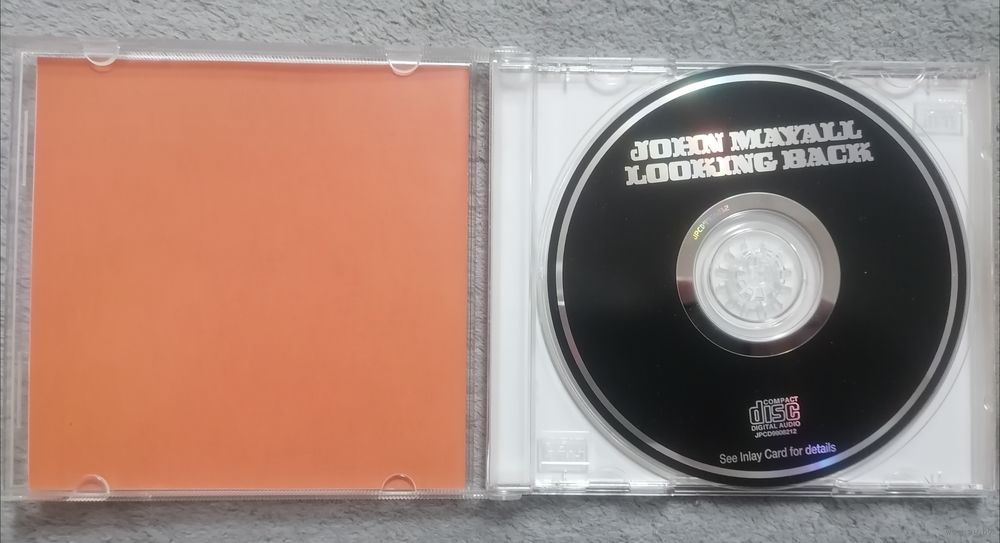 JOHN MAYALL
LOOKING BACK
COMPACT
disc
DIGITAL AUDIO
JPCD9808212
See Inlay Card for details